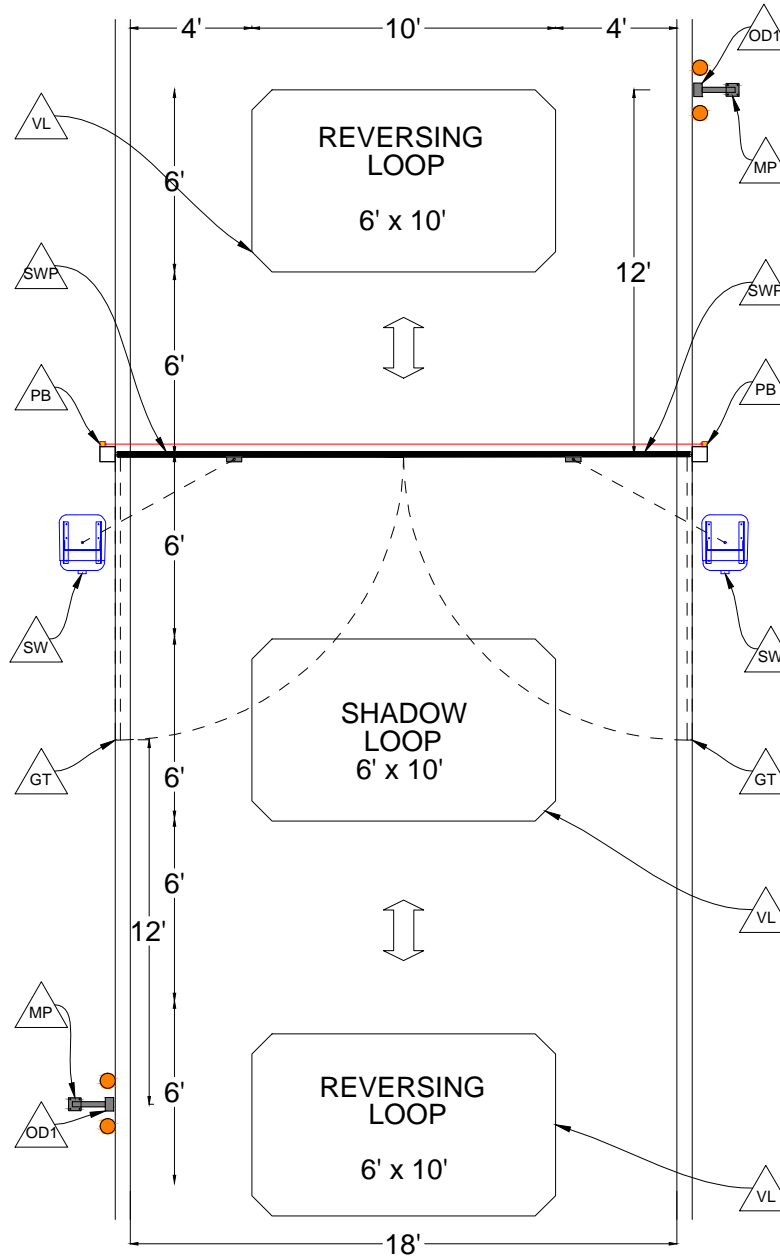 4'
10'
4'
OD1
VL
REVERSING
LOOP
6' x 10'
MP
6'
12'
SWP
SWP
6'
PB
PB
6'
SW
SW
SHADOW
LOOP
6' x 10'
GT
GT
6'
6'
VL
12'
MP
REVERSING
LOOP
6' x 10'
6'
OD1
VL
18'